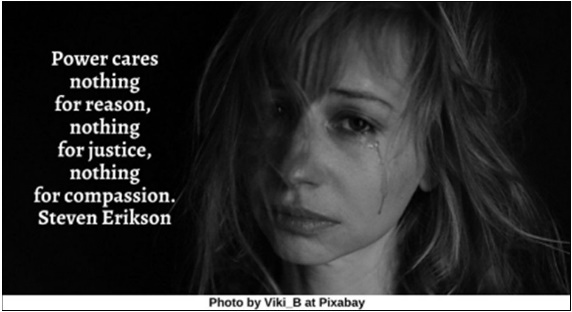 Power cares
nothing
for reason,
nothing
for justice,
nothing
for compassion.
Steven Erikson
Photo by Viki_B at Pixabay